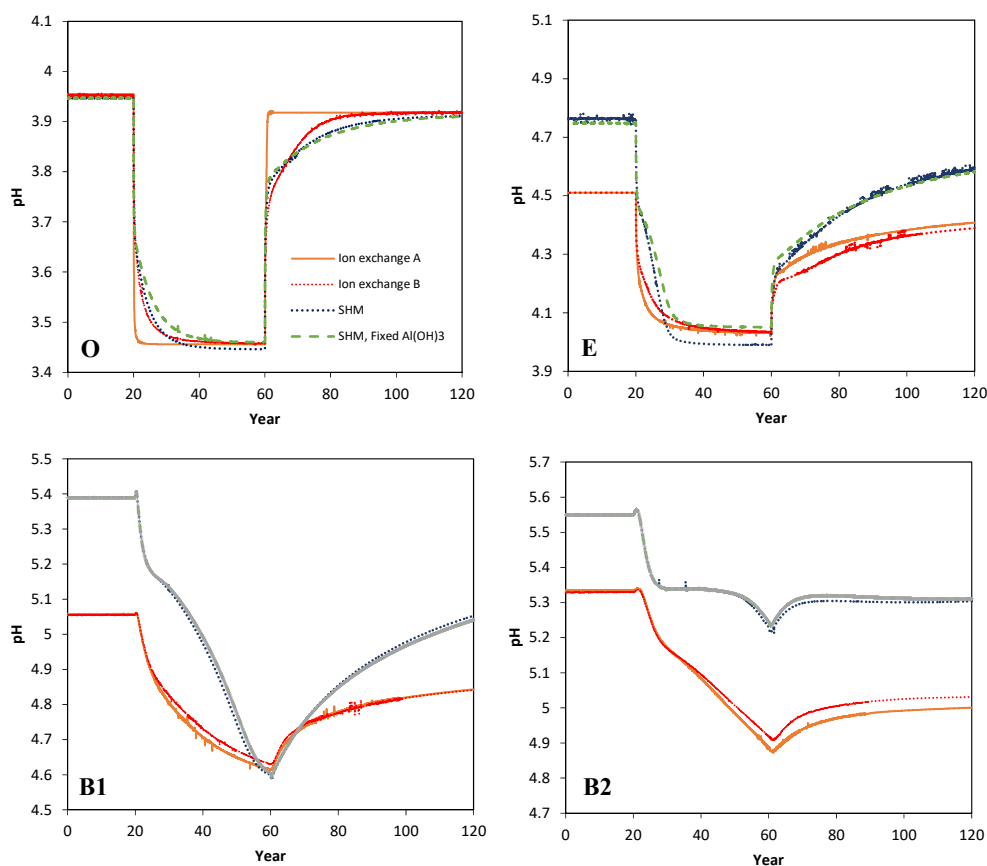 4.1
4
3.9
3.8
3.7
3.6
3.5
3.4
pH
0 20 40 60 80 100 120
Year
Ion exchange A
Ion exchange B
SHM
SHM, Fixed Al(OH)3
O
5.1
4.9
4.7
4.5
4.3
4.1
3.9
pH
0 20 40 60 80 100 120
Year
E
5.5
5.4
5.3
5.2
5.1
5
4.9
4.8
4.7
4.6
4.5
pH
0 20 40 60 80 100 120
Year
B1
5.7
5.6
5.5
5.4
5.3
5.2
5.1
5
4.9
4.8
4.7
pH
0 20 40 60 80 100 120
Year
B2